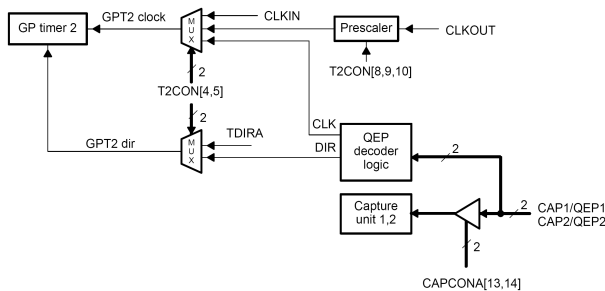 GP timer 2
GPT2 clock
MUX
CLKIN
Prescaler
CLKOUT
2
T2CON[8,9,10]
T2CON[4,5]
2
CLK
TDIRA
MUX
GPT2 dir
DIR
QEP
decoder
logic
2
Capture
unit 1,2
2
CAP1/QEP1
CAP2/QEP2
2
CAPCONA[13,14]